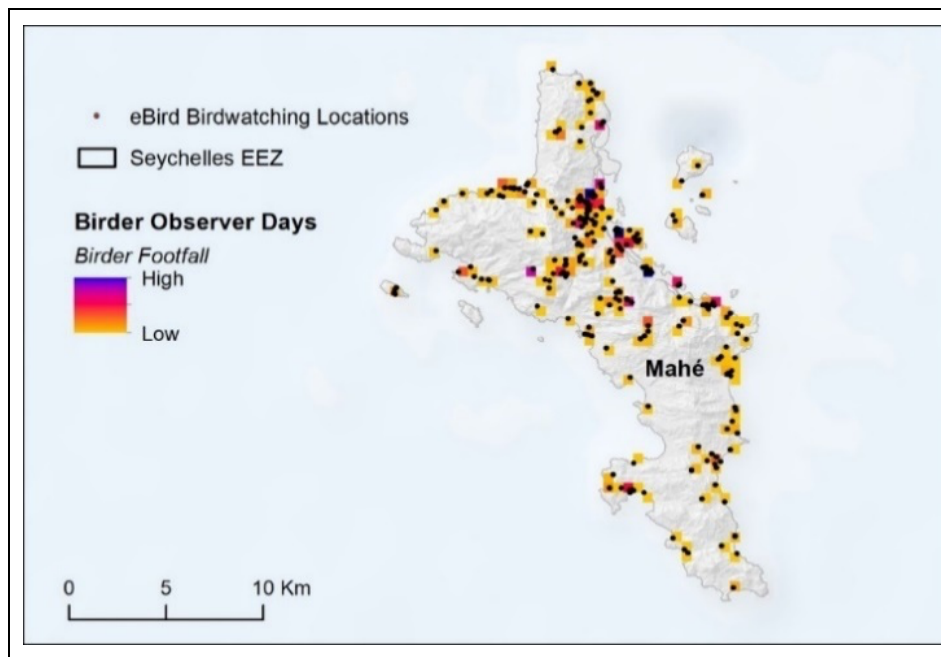 eBird Birdwatching Locations
Seychelles EEZ
Birder Observer Days
Birder Footfall
High
Low
Mahé
0 5 10 Km